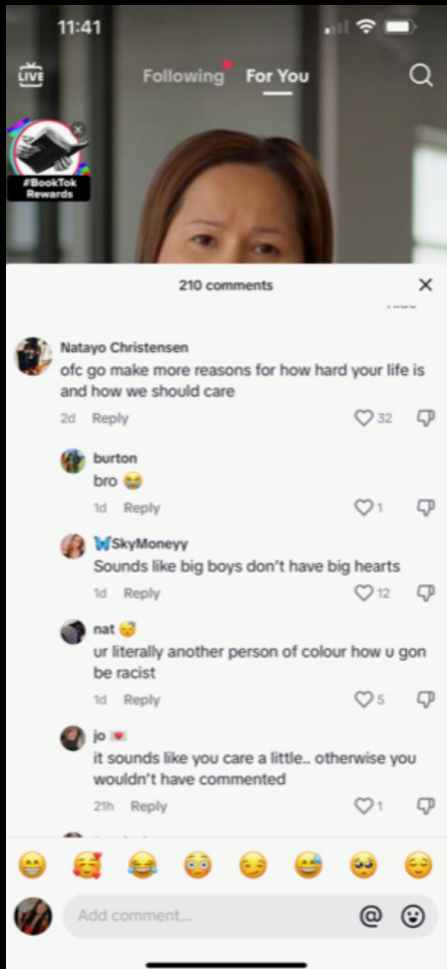 11:41
LIVE
Following
For You
#BookTok
Rewards
210 comments
Natayo Christensen
ofc go make more reasons for how hard your life is
and how we should care
2d Reply 32
burton
bro 😭
1d Reply 1
🦋SkyMoneyy
Sounds like big boys don't have big hearts
1d Reply 12
nat 😴
ur literally another person of colour how u gon
be racist
1d Reply 5
jo 💌
it sounds like you care a little.. otherwise you
wouldn't have commented
21h Reply 1
Add comment...
@